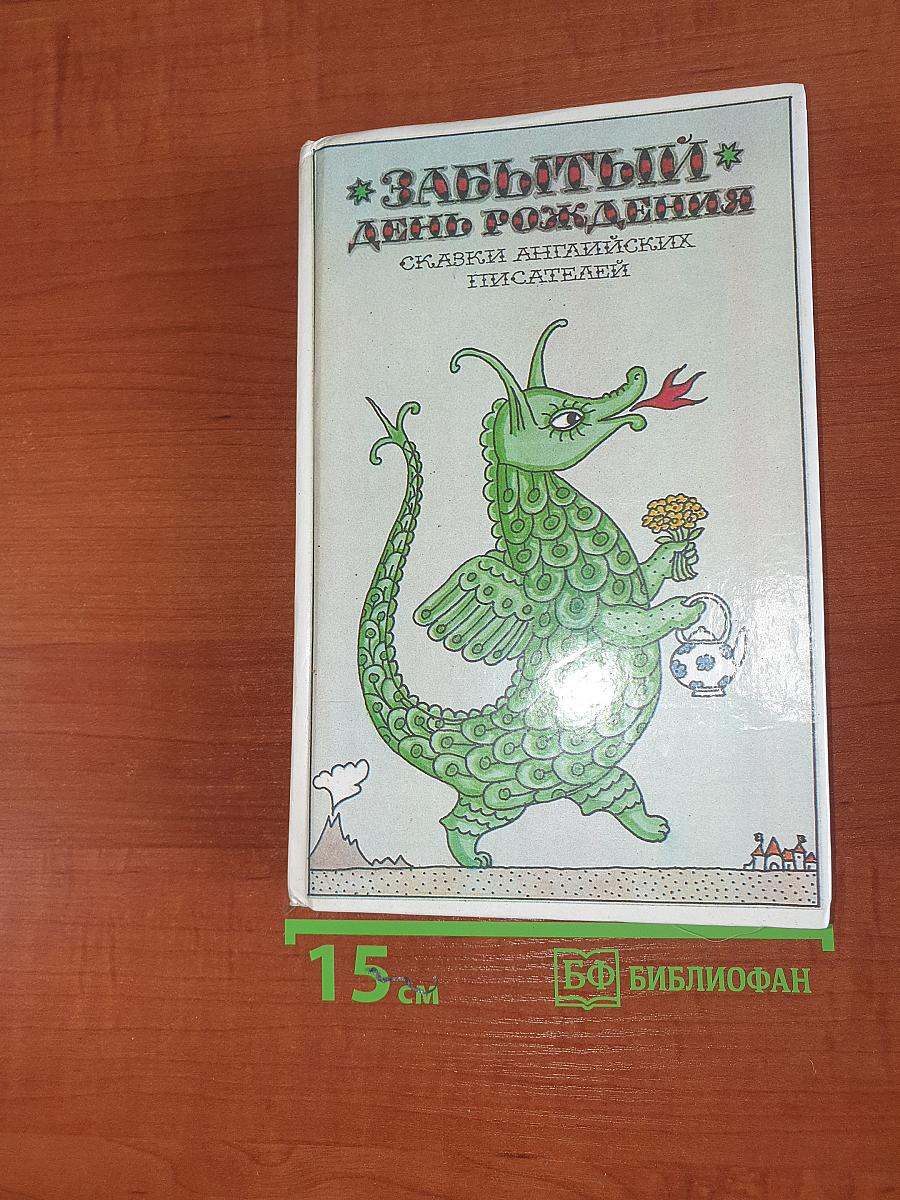 ЗАБЫТЫЙ
ДЕНЬ РОЖДЕНИЯ
СКАЗКИ АНГЛИЙСКИХ
ПИСАТЕЛЕЙ
15 см
БФ БИБЛИОФАН